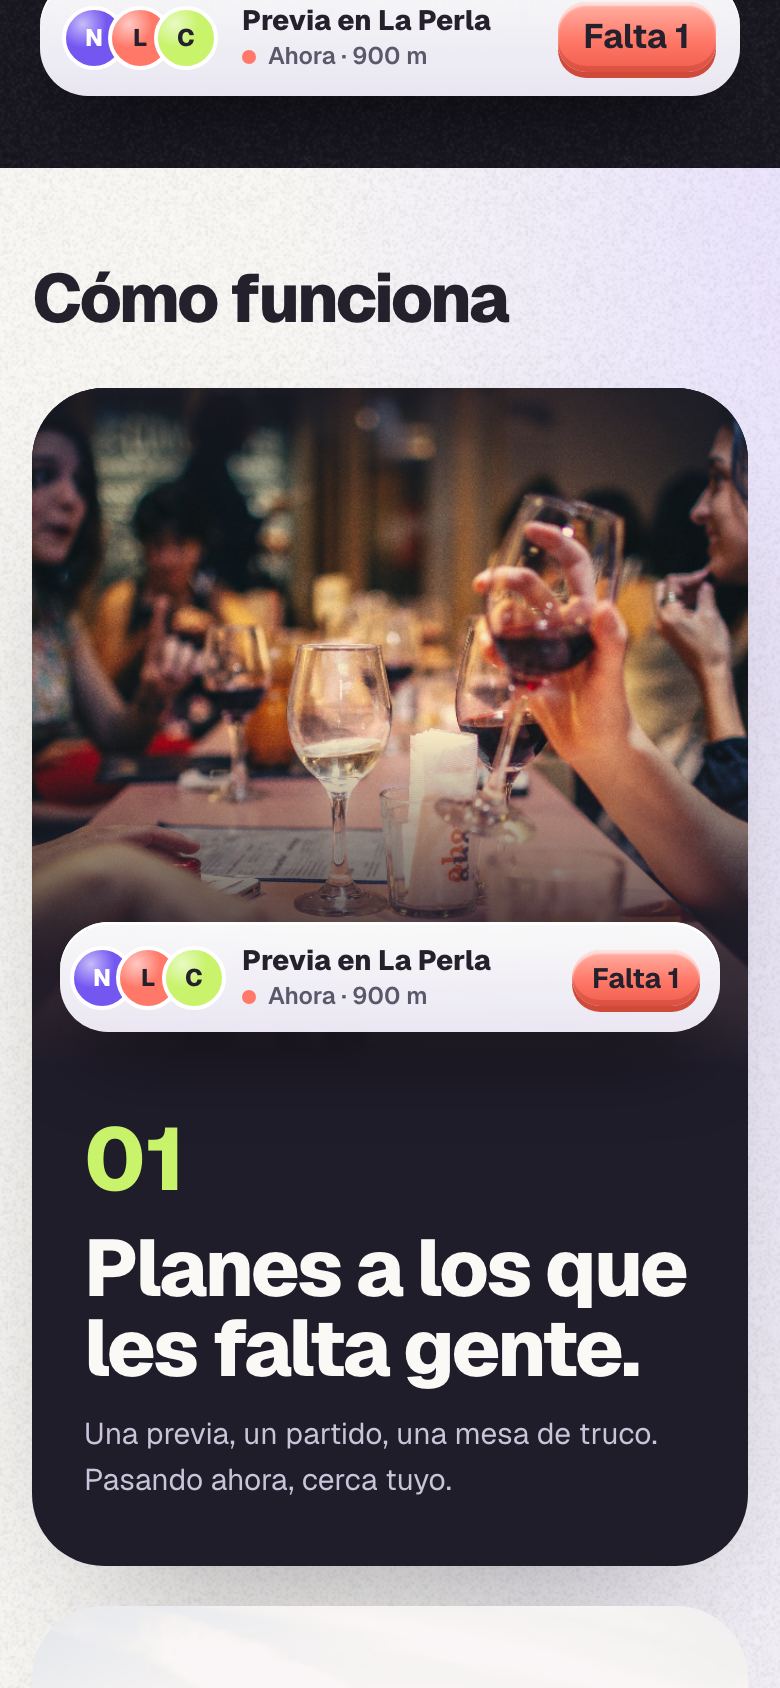 N L C
Previa en La Perla
Ahora · 900 m
Falta 1
Cómo funciona
N L C
Previa en La Perla
Ahora · 900 m
Falta 1
01
Planes a los que
les falta gente.
Una previa, un partido, una mesa de truco.
Pasando ahora, cerca tuyo.